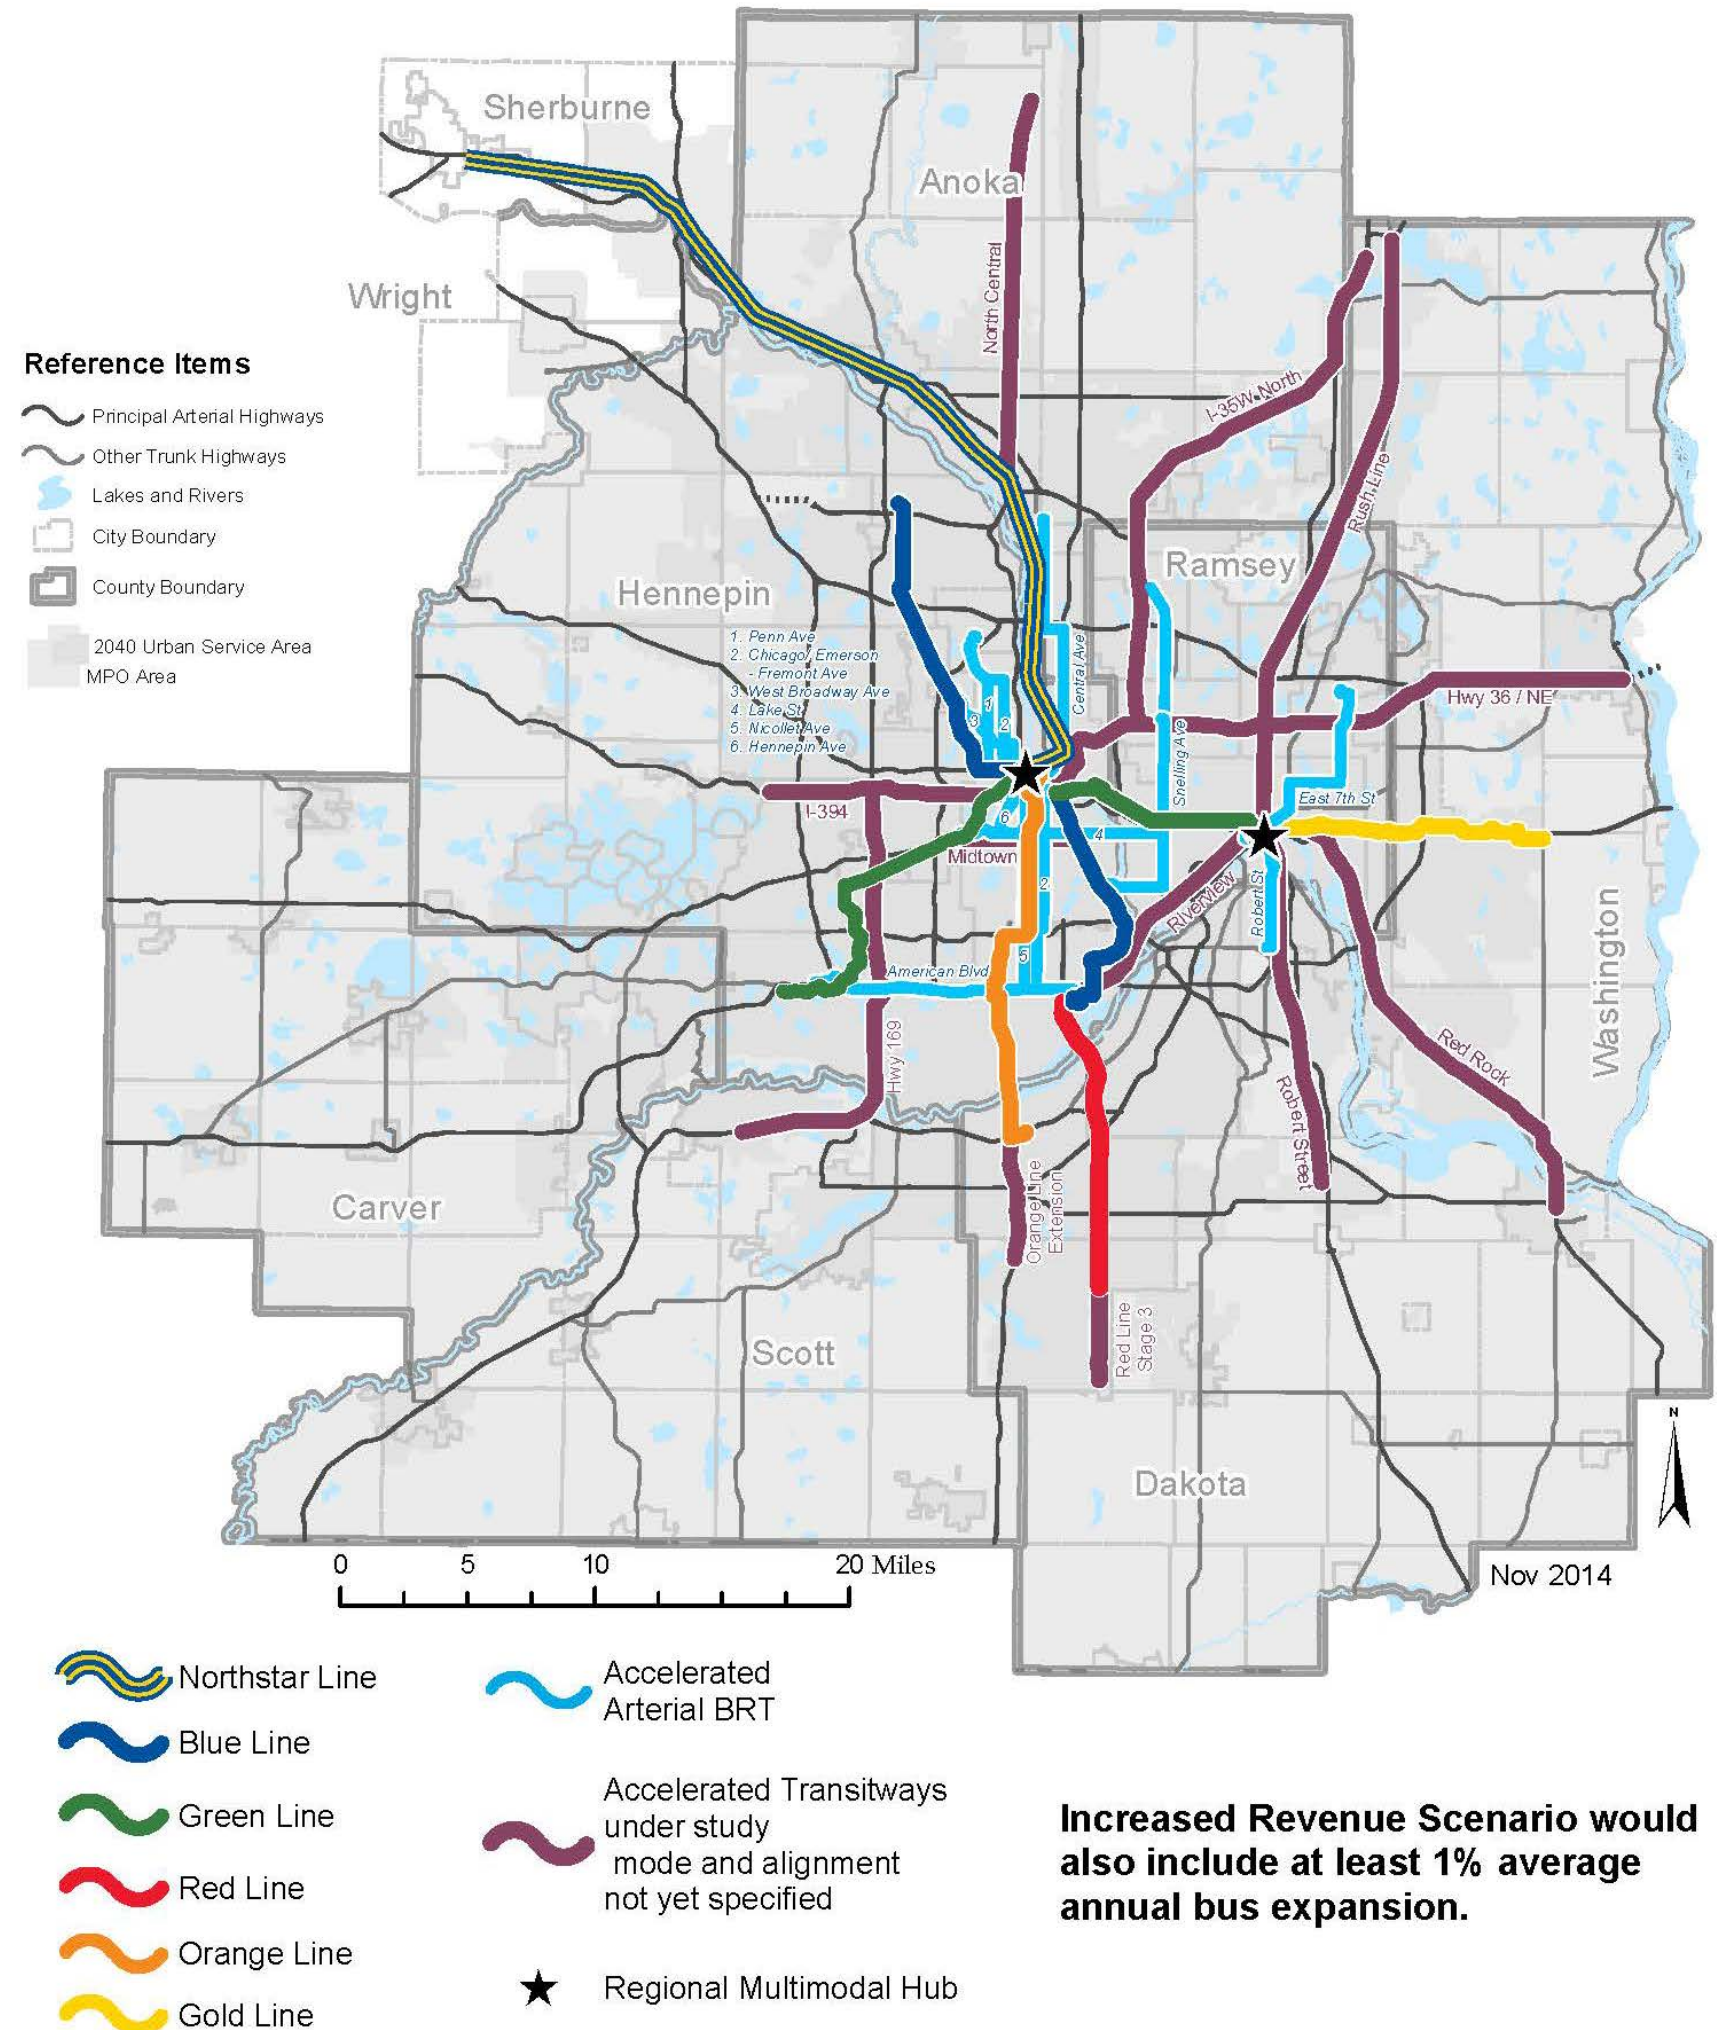 Sherburne
Anoka
Wright
North Central
Reference Items
Principal Arterial Highways
Other Trunk Highways
Lakes and Rivers
City Boundary
County Boundary
2040 Urban Service Area
MPO Area
I-35W North
Rush Line
Ramsey
Hennepin
1. Penn Ave
2. Chicago/ Emerson
- Fremont Ave
3. West Broadway Ave
4. Lake St
5. Nicollet Ave
6. Hennepin Ave
Central Ave
1
3
2
Hwy 36 / NE
Snelling Ave
East 7th St
I-394
6
4
Midtown
2
Riverview
Robert St
Washington
American Blvd
5
Hwy 169
Red Rock
Robert Street
Orange Line
Extension
Carver
Red Line
Stage 3
Scott
N
Dakota
0 5 10 20 Miles
Nov 2014
Northstar Line
Blue Line
Green Line
Red Line
Orange Line
Gold Line
Accelerated
Arterial BRT
Accelerated Transitways
under study
mode and alignment
not yet specified
Regional Multimodal Hub
Increased Revenue Scenario would
also include at least 1% average
annual bus expansion.